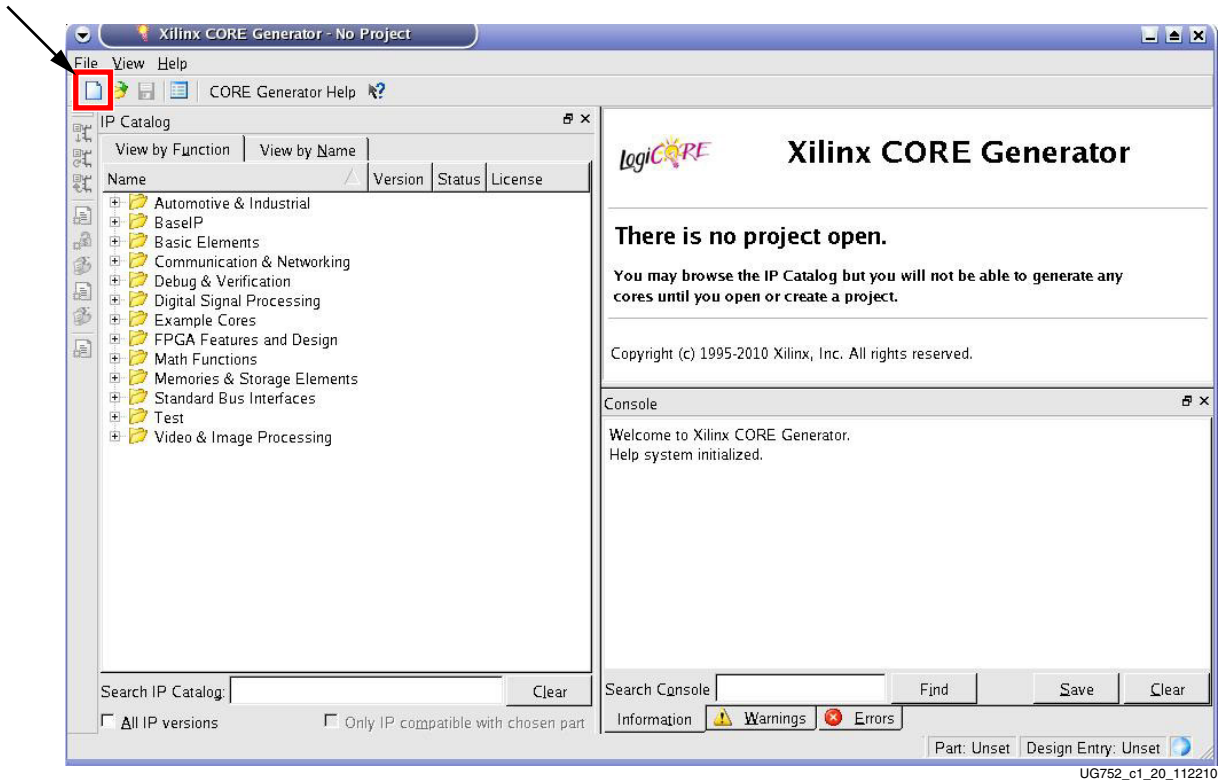 Xilinx CORE Generator - No Project
File View Help
CORE Generator Help
IP Catalog
View by Function View by Name
Name Version Status License
Automotive & Industrial
BaseIP
Basic Elements
Communication & Networking
Debug & Verification
Digital Signal Processing
Example Cores
FPGA Features and Design
Math Functions
Memories & Storage Elements
Standard Bus Interfaces
Test
Video & Image Processing
Search IP Catalog: Clear
All IP versions Only IP compatible with chosen part
logiCORE Xilinx CORE Generator
There is no project open.
You may browse the IP Catalog but you will not be able to generate any
cores until you open or create a project.
Copyright (c) 1995-2010 Xilinx, Inc. All rights reserved.
Console
Welcome to Xilinx CORE Generator.
Help system initialized.
Search Console Find Save Clear
Information Warnings Errors
Part: Unset Design Entry: Unset
UG752_c1_20_112210